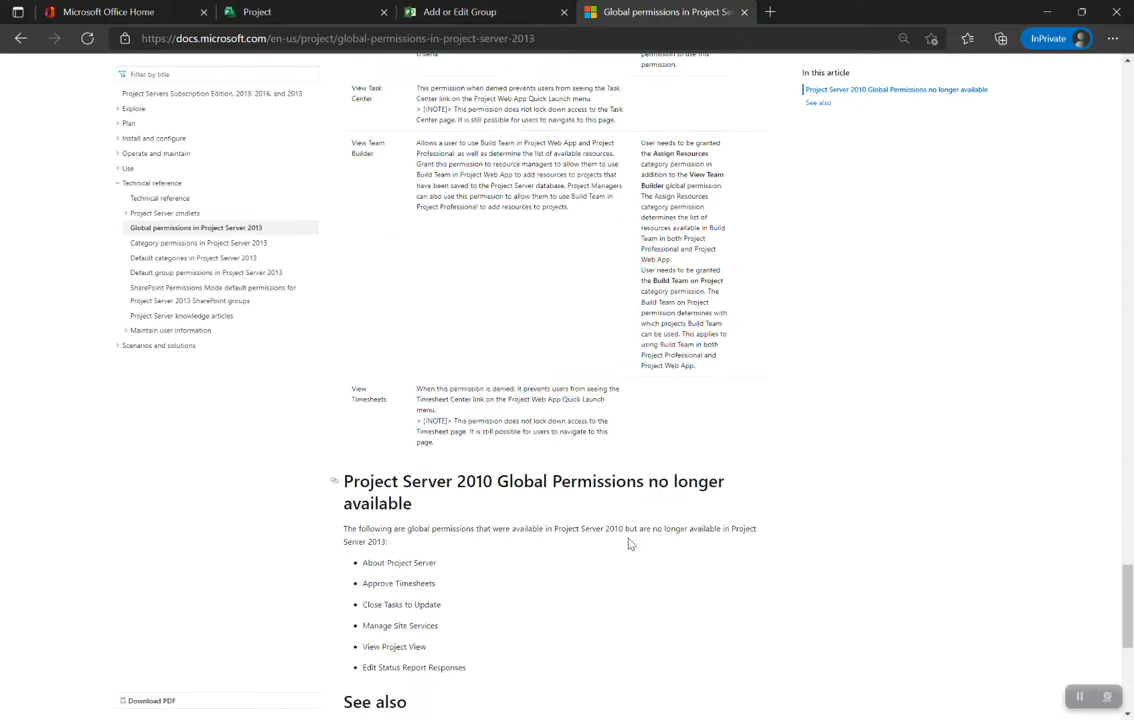 Microsoft Office Home
Project
Add or Edit Group
Global permissions in Project Se
https://docs.microsoft.com/en-us/project/global-permissions-in-project-server-2013
InPrivate
Filter by title
Project Servers Subscription Edition, 2019, 2016, and 2013
Explore
Plan
Install and configure
Operate and maintain
Use
Technical reference
Technical reference
Project Server cmdlets
Global permissions in Project Server 2013
Category permissions in Project Server 2013
Default categories in Project Server 2013
Default group permissions in Project Server 2013
SharePoint Permissions Mode default permissions for
Project Server 2013 SharePoint groups
Project Server knowledge articles
Maintain user information
Scenarios and solutions
Download PDF
Criteria
permission to use this
permission.
View Task
Center
This permission when denied prevents users from seeing the Task
Center link on the Project Web App Quick Launch menu
> [!NOTE]> This permission does not lock down access to the Task
Center page. It is still possible for users to navigate to this page.
View Team
Builder
Allows a user to use Build Team in Project Web App and Project
Professional, as well as determine the list of available resources.
Grant this permission to resource managers to allow them to use
Build Team in Project Web App to add resources to projects that
have been saved to the Project Server database. Project Managers
can also use this permission to allow them to use Build Team in
Project Professional to add resources to projects.
User needs to be granted
the Assign Resources
category permission in
addition to the View Team
Builder global permission.
The Assign Resources
category permission
determines the list of
resources available in Build
Team in both Project
Professional and Project
Web App.
User needs to be granted
the Build Team on Project
category permission. The
Build Team on Project
permission determines with
which projects Build Team
can be used. This applies to
using Build Team in both
Project Professional and
Project Web App.
View
Timesheets
When this permission is denied, it prevents users from seeing the
Timesheet Center link on the Project Web App Quick Launch
menu.
> [!NOTE]> This permission does not lock down access to the
Timesheet page. It is still possible for users to navigate to this
page.
Project Server 2010 Global Permissions no longer
available
The following are global permissions that were available in Project Server 2010 but are no longer available in Project
Server 2013:
About Project Server
Approve Timesheets
Close Tasks to Update
Manage Site Services
View Project View
Edit Status Report Responses
See also
In this article
Project Server 2010 Global Permissions no longer available
See also